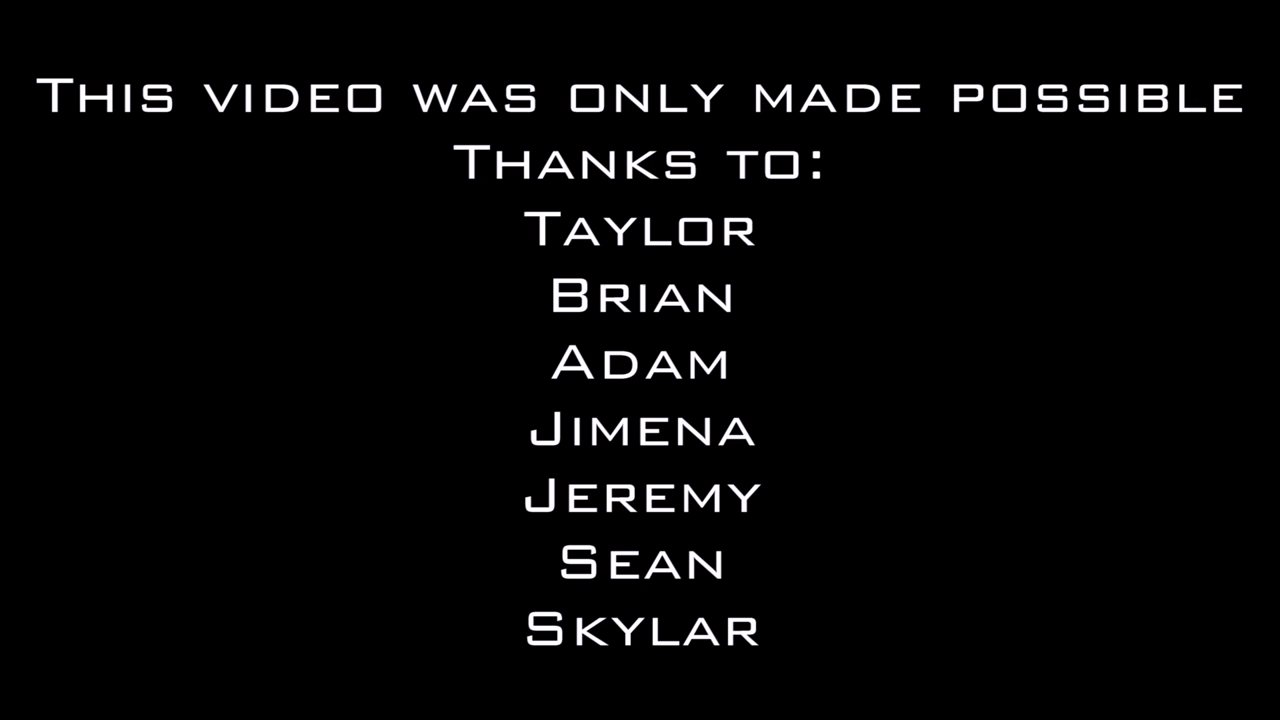 This video was only made possible
Thanks to:
Taylor
Brian
Adam
Jimena
Jeremy
Sean
Skylar